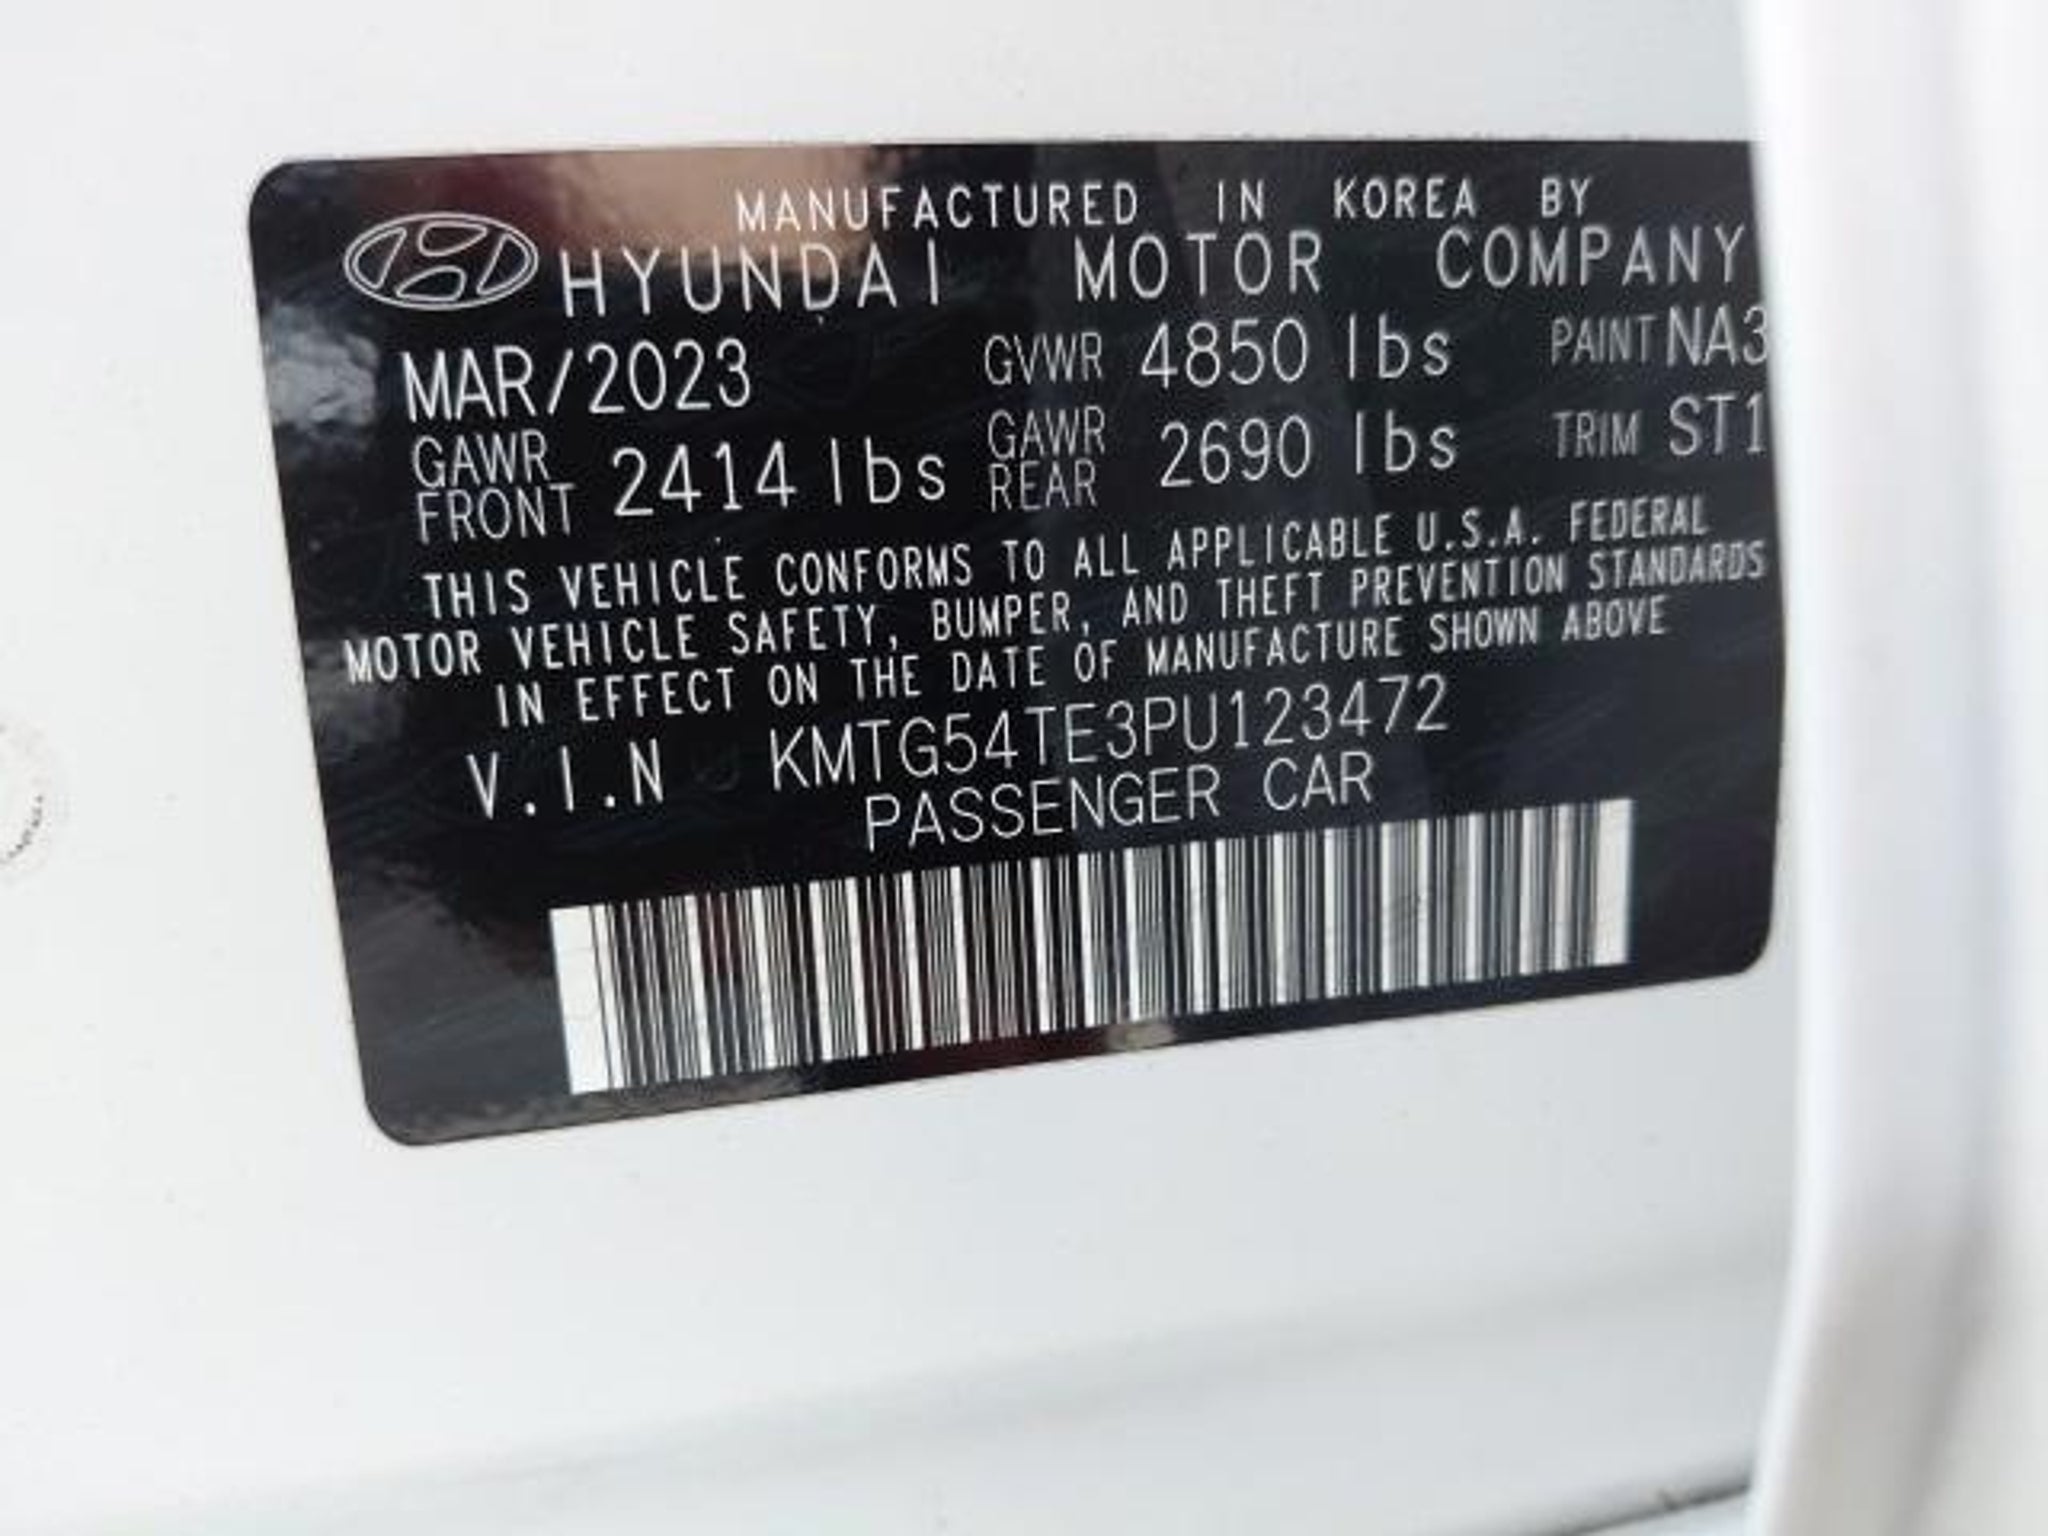 MANUFACTURED IN KOREA BY
HYUNDAI MOTOR COMPANY
MAR/2023 GVWR 4850 lbs PAINT NA3
GAWR FRONT 2414 lbs GAWR REAR 2690 lbs TRIM ST1
THIS VEHICLE CONFORMS TO ALL APPLICABLE U.S.A. FEDERAL
MOTOR VEHICLE SAFETY, BUMPER, AND THEFT PREVENTION STANDARDS
IN EFFECT ON THE DATE OF MANUFACTURE SHOWN ABOVE
V.I.N KMTG54TE3PU123472
PASSENGER CAR